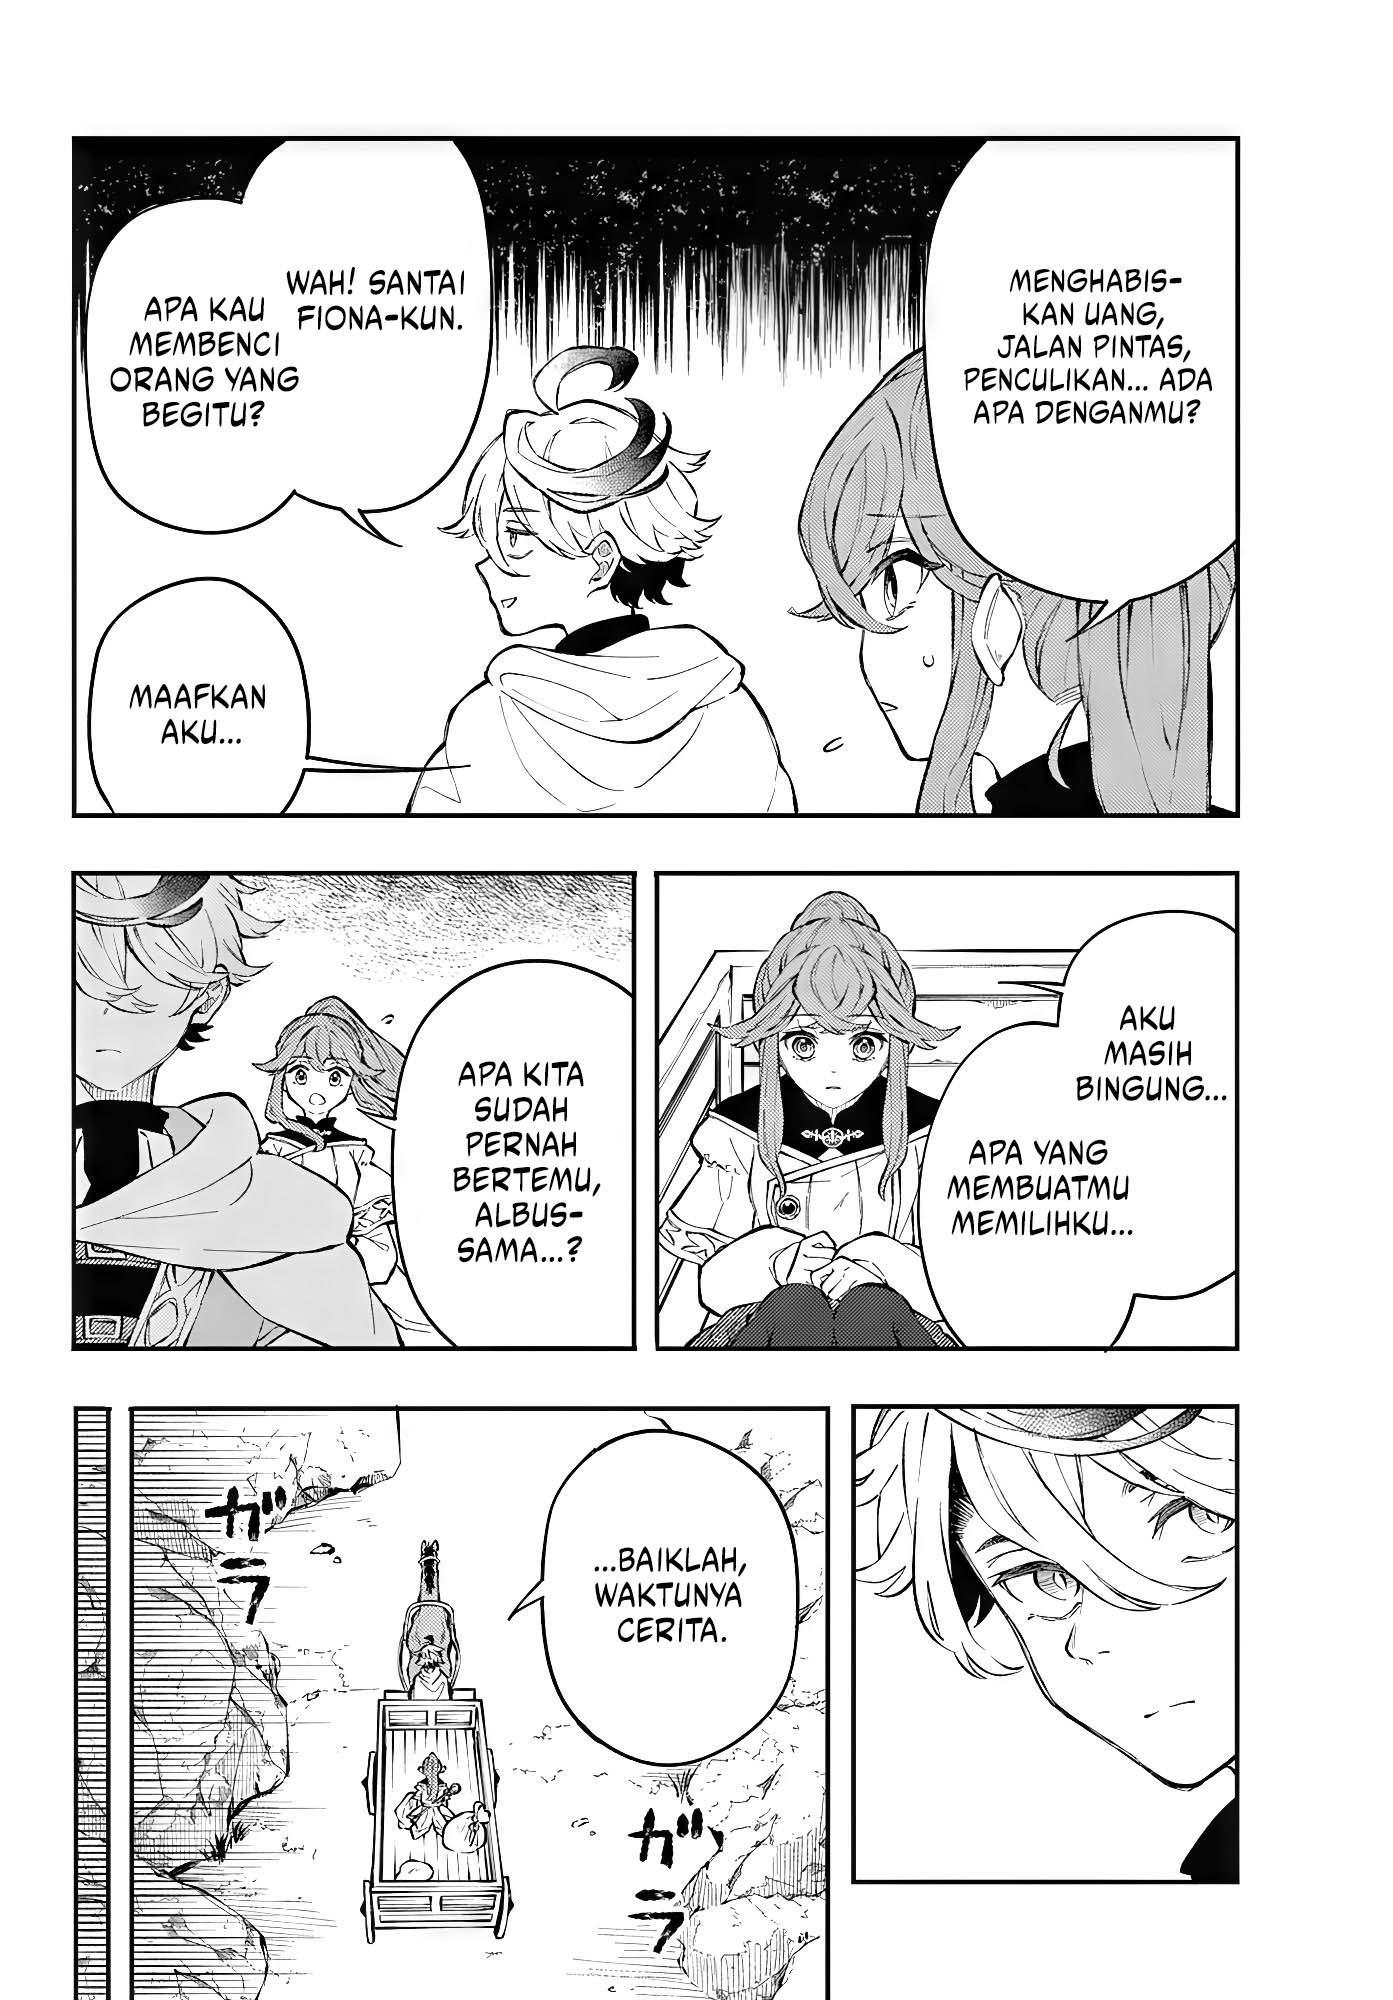 MENGHABIS-
KAN UANG,
JALAN PINTAS,
PENCULIKAN... ADA
APA DENGANMU?
WAH! SANTAI
FIONA-KUN.
APA KAU
MEMBENCI
ORANG YANG
BEGITU?
MAAFKAN
AKU...
AKU
MASIH
BINGUNG...
APA YANG
MEMBUATMU
MEMILIHKU...
APA KITA
SUDAH
PERNAH
BERTEMU,
ALBUS-
SAMA...?
...BAIKLAH,
WAKTUNYA
CERITA.
ガラ
ガラ